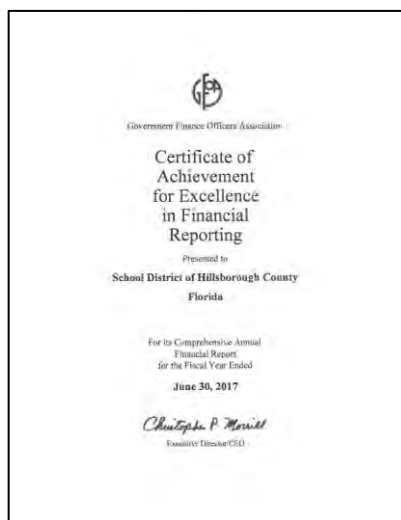 GFOA
Government Finance Officers Association
Certificate of
Achievement
for Excellence
in Financial
Reporting
Presented to
School District of Hillsborough County
Florida
For its Comprehensive Annual
Financial Report
for the Fiscal Year Ended
June 30, 2017
Christopher P. Morrill
Executive Director/CEO